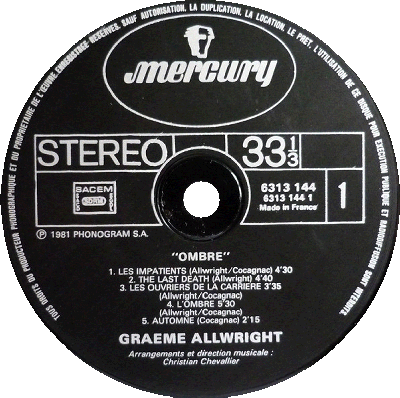 TOUS DROITS DU PRODUCTEUR PHONOGRAPHIQUE ET DU PROPRIETAIRE DE L'ŒUVRE ENREGISTREE RESERVES. SAUF AUTORISATION, LA DUPLICATION, LA LOCATION, LE PRET, L'UTILISATION DE CE DISQUE POUR EXECUTION PUBLIQUE ET RADIODIFFUSION SONT INTERDITS.
mercury
STEREO
33 1/3
SACEM
6313 144
6313 144 1
Made in France
1
℗ 1981 PHONOGRAM S.A.
"OMBRE"
1. LES IMPATIENTS (Allwright/Cocagnac) 4'30
2. THE LAST DEATH (Allwright) 4'40
3. LES OUVRIERS DE LA CARRIERE 3'35
(Allwright/Cocagnac)
4. L'OMBRE 5'30
(Allwright/Cocagnac)
5. AUTOMNE (Cocagnac) 2'15
GRAEME ALLWRIGHT
Arrangements et direction musicale :
Christian Chevallier